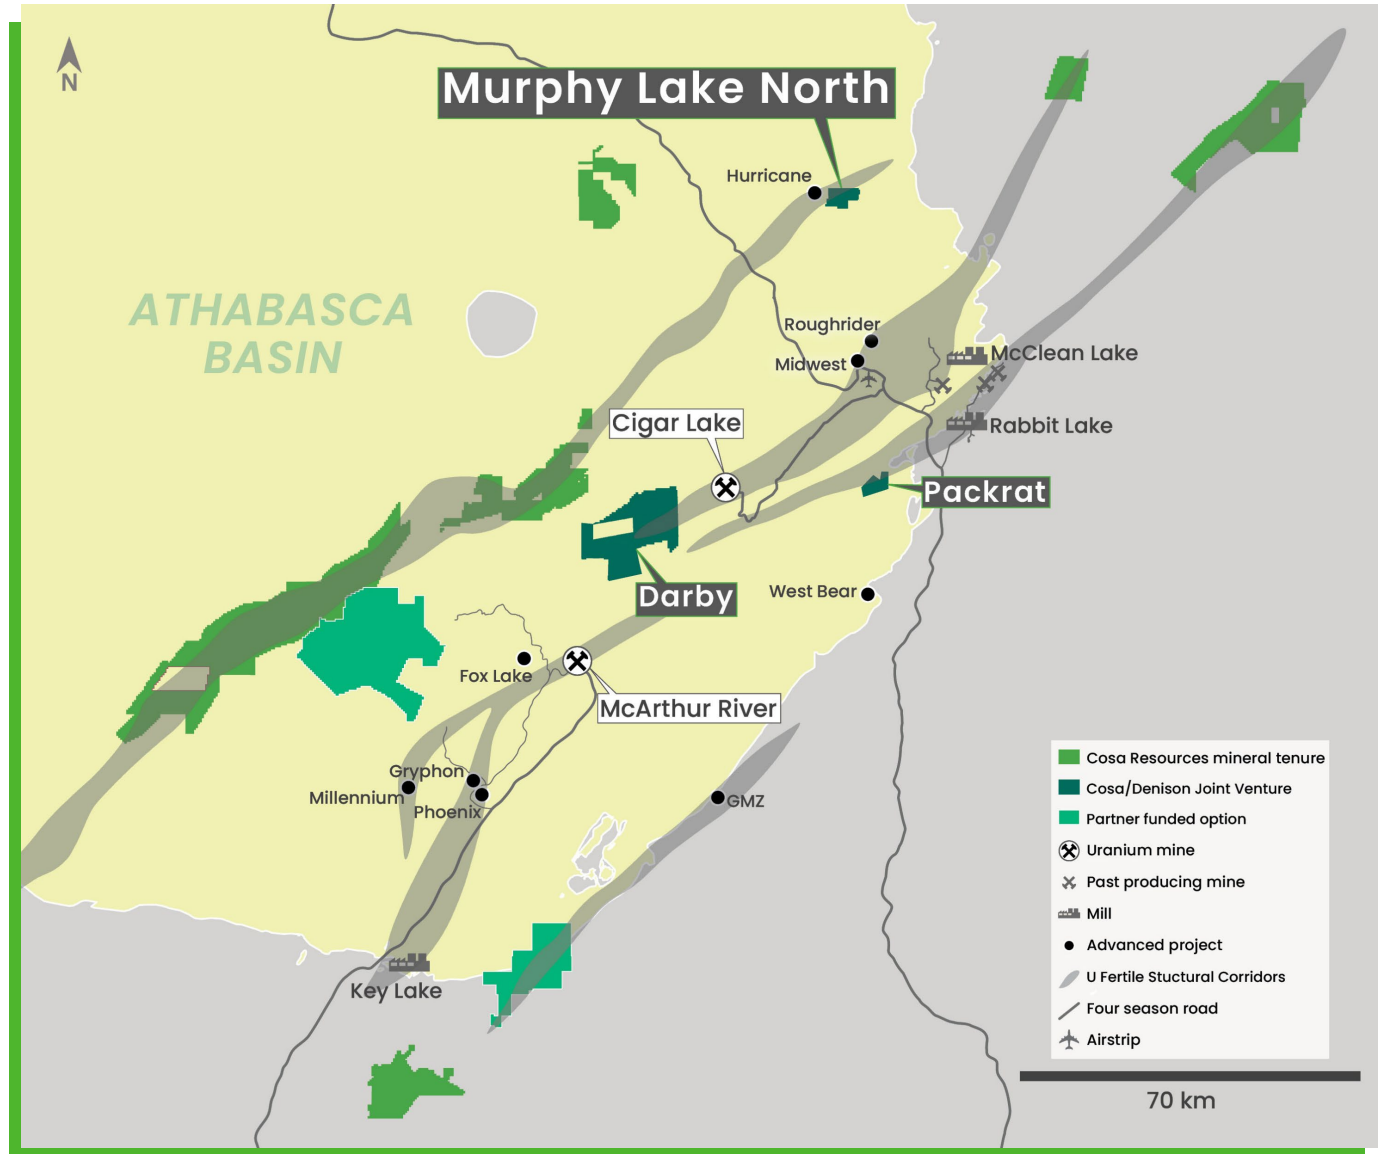 N
Murphy Lake North
Hurricane
ATHABASCA
BASIN
Roughrider
Midwest
McClean Lake
Cigar Lake
Rabbit Lake
Packrat
Darby
West Bear
Fox Lake
McArthur River
Gryphon
Millennium
Phoenix
GMZ
Key Lake
Cosa Resources mineral tenure
Cosa/Denison Joint Venture
Partner funded option
Uranium mine
Past producing mine
Mill
Advanced project
U Fertile Stuctural Corridors
Four season road
Airstrip
70 km